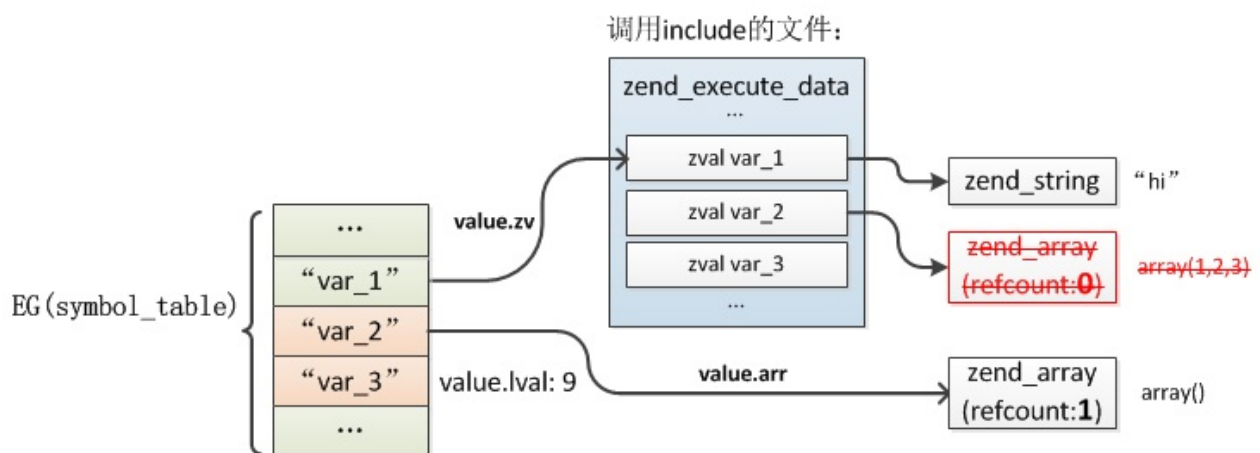 调用include的文件：
zend_execute_data
...
zval var_1
zval var_2
zval var_3
...
zend_string
“hi”
zend_array
(refcount:0)
array(1,2,3)
value.zv
EG(symbol_table)
...
“var_1”
“var_2”
“var_3”
...
value.lval: 9
value.arr
zend_array
(refcount:1)
array()